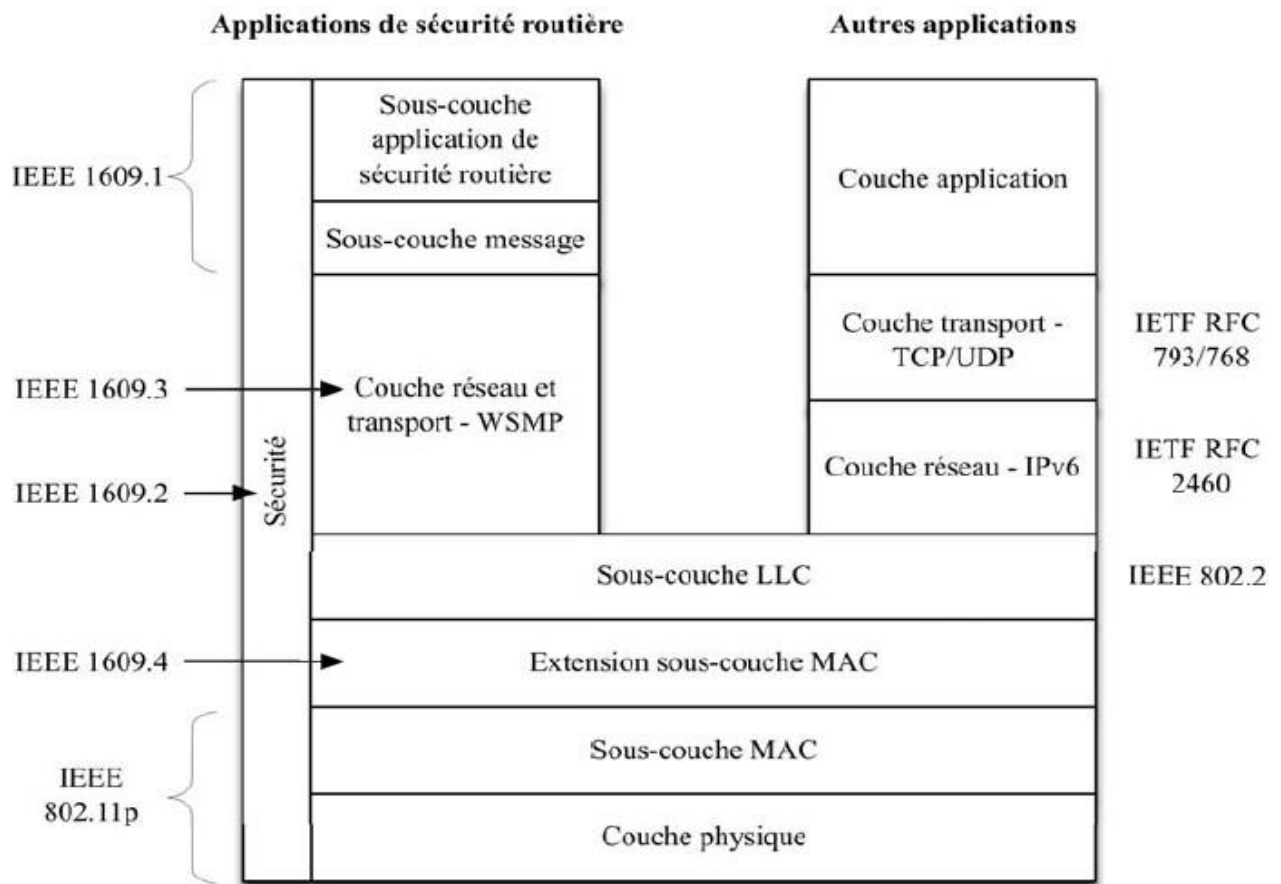 Applications de sécurité routière
Autres applications
IEEE 1609.1
Sous-couche
application de
sécurité routière
Sous-couche message
Couche application
IEEE 1609.3
Couche réseau et
transport - WSMP
Couche transport -
TCP/UDP
IETF RFC
793/768
IEEE 1609.2
Sécurité
Couche réseau - IPv6
IETF RFC
2460
Sous-couche LLC
IEEE 802.2
IEEE 1609.4
Extension sous-couche MAC
IEEE
802.11p
Sous-couche MAC
Couche physique